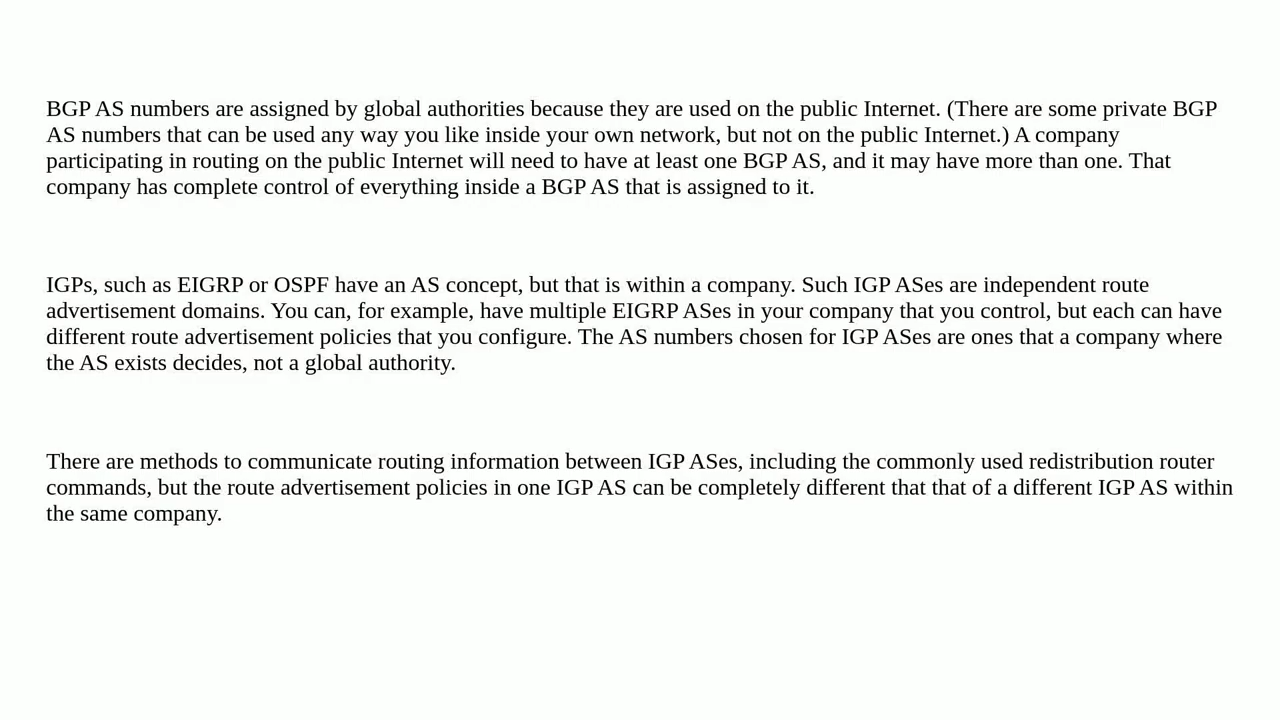 BGP AS numbers are assigned by global authorities because they are used on the public Internet. (There are some private BGP
AS numbers that can be used any way you like inside your own network, but not on the public Internet.) A company
participating in routing on the public Internet will need to have at least one BGP AS, and it may have more than one. That
company has complete control of everything inside a BGP AS that is assigned to it.
IGPs, such as EIGRP or OSPF have an AS concept, but that is within a company. Such IGP ASes are independent route
advertisement domains. You can, for example, have multiple EIGRP ASes in your company that you control, but each can have
different route advertisement policies that you configure. The AS numbers chosen for IGP ASes are ones that a company where
the AS exists decides, not a global authority.
There are methods to communicate routing information between IGP ASes, including the commonly used redistribution router
commands, but the route advertisement policies in one IGP AS can be completely different that that of a different IGP AS within
the same company.